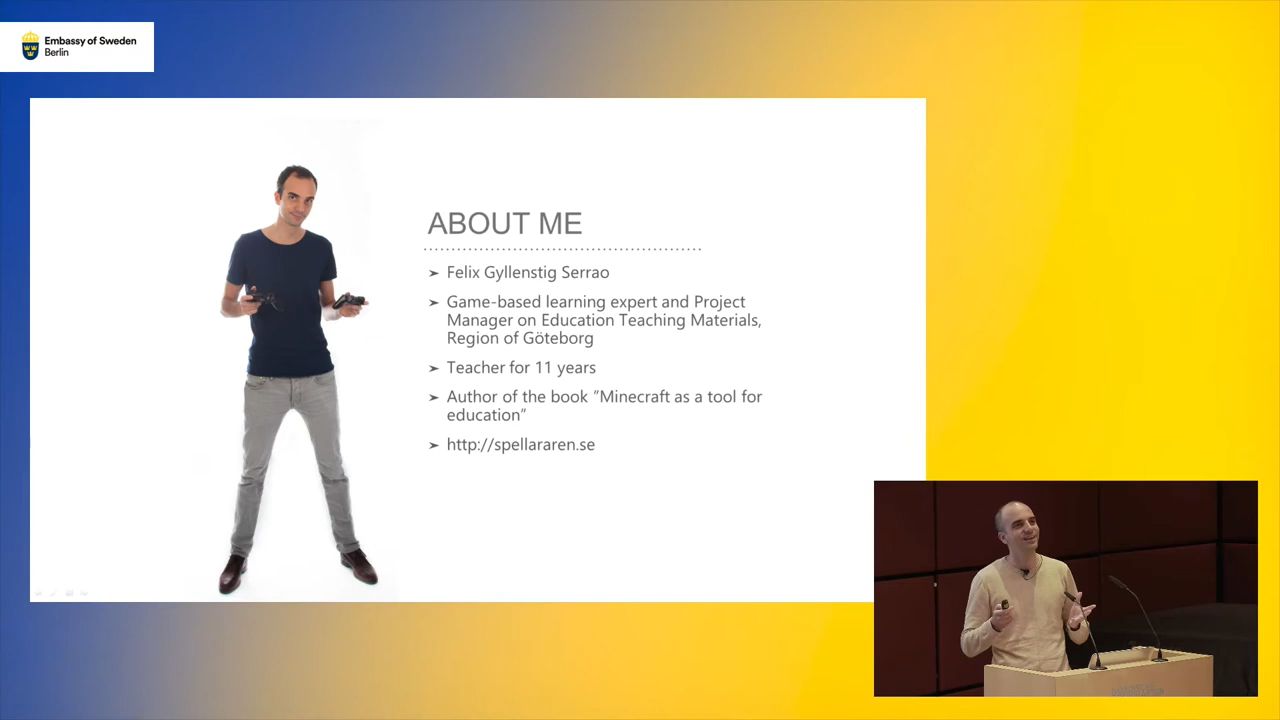 Embassy of Sweden
Berlin
ABOUT ME
➢ Felix Gyllenstig Serrao
➢ Game-based learning expert and Project
Manager on Education Teaching Materials,
Region of Göteborg
➢ Teacher for 11 years
➢ Author of the book ”Minecraft as a tool for
education”
➢ http://spellararen.se